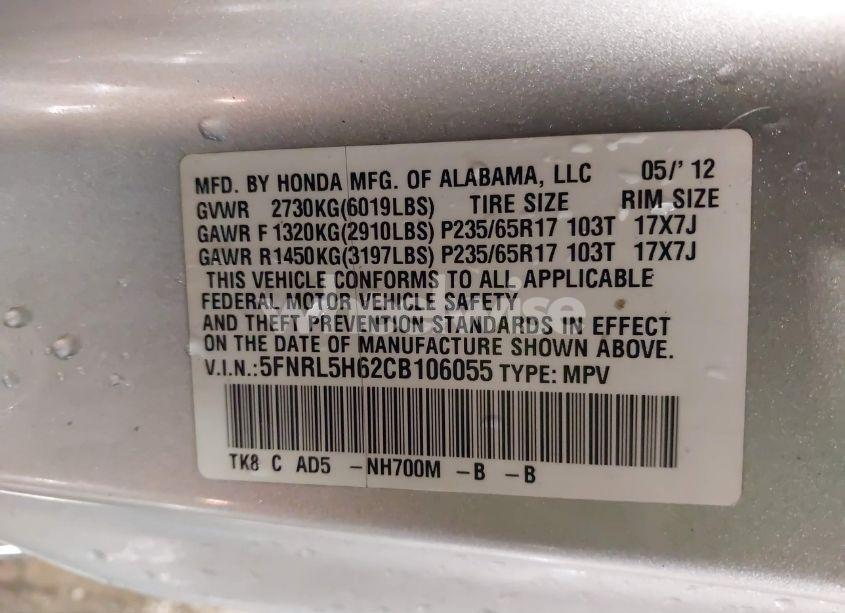 MFD. BY HONDA MFG. OF ALABAMA, LLC 05/' 12
GVWR 2730KG(6019LBS) TIRE SIZE RIM SIZE
GAWR F 1320KG(2910LBS) P235/65R17 103T 17X7J
GAWR R1450KG(3197LBS) P235/65R17 103T 17X7J
THIS VEHICLE CONFORMS TO ALL APPLICABLE
FEDERAL MOTOR VEHICLE SAFETY
AND THEFT PREVENTION STANDARDS IN EFFECT
ON THE DATE OF MANUFACTURE SHOWN ABOVE.
V.I.N.:5FNRL5H62CB106055 TYPE: MPV
TK8 C AD5 -NH700M -B -B